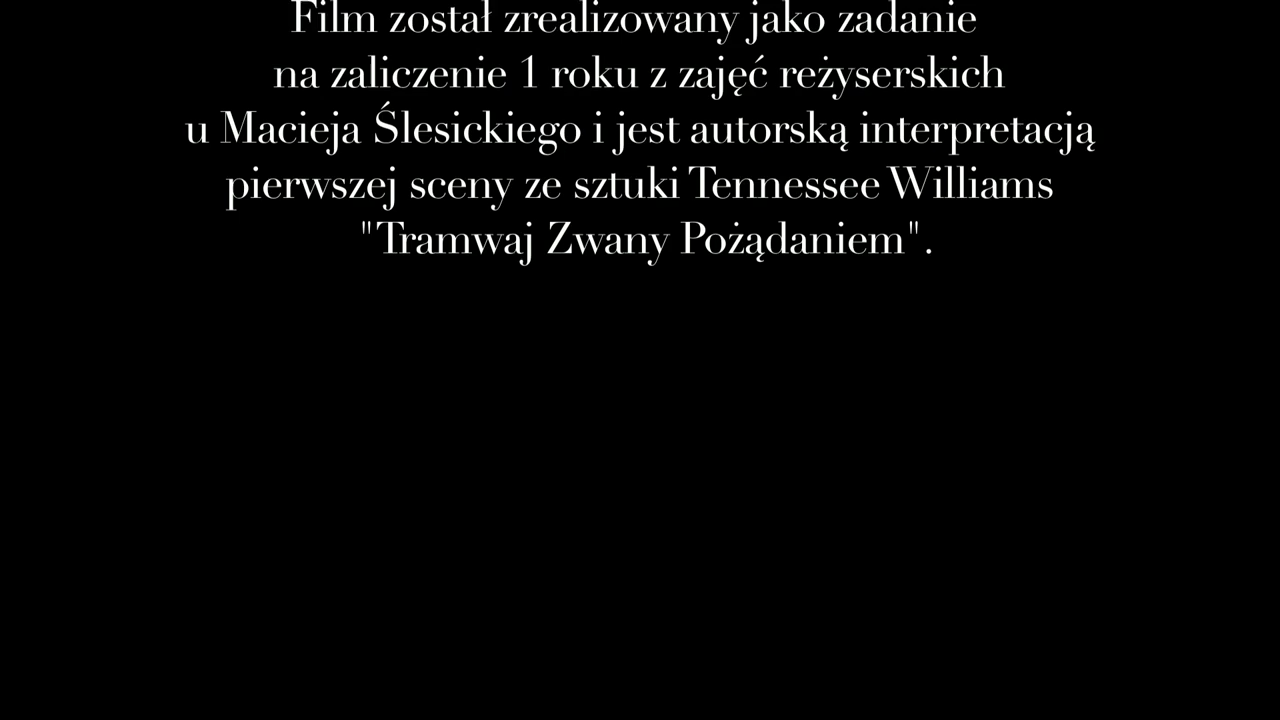 Film został zrealizowany jako zadanie
na zaliczenie 1 roku z zajęć reżyserskich
u Macieja Ślesickiego i jest autorską interpretacją
pierwszej sceny ze sztuki Tennessee Williams
"Tramwaj Zwany Pożądaniem".